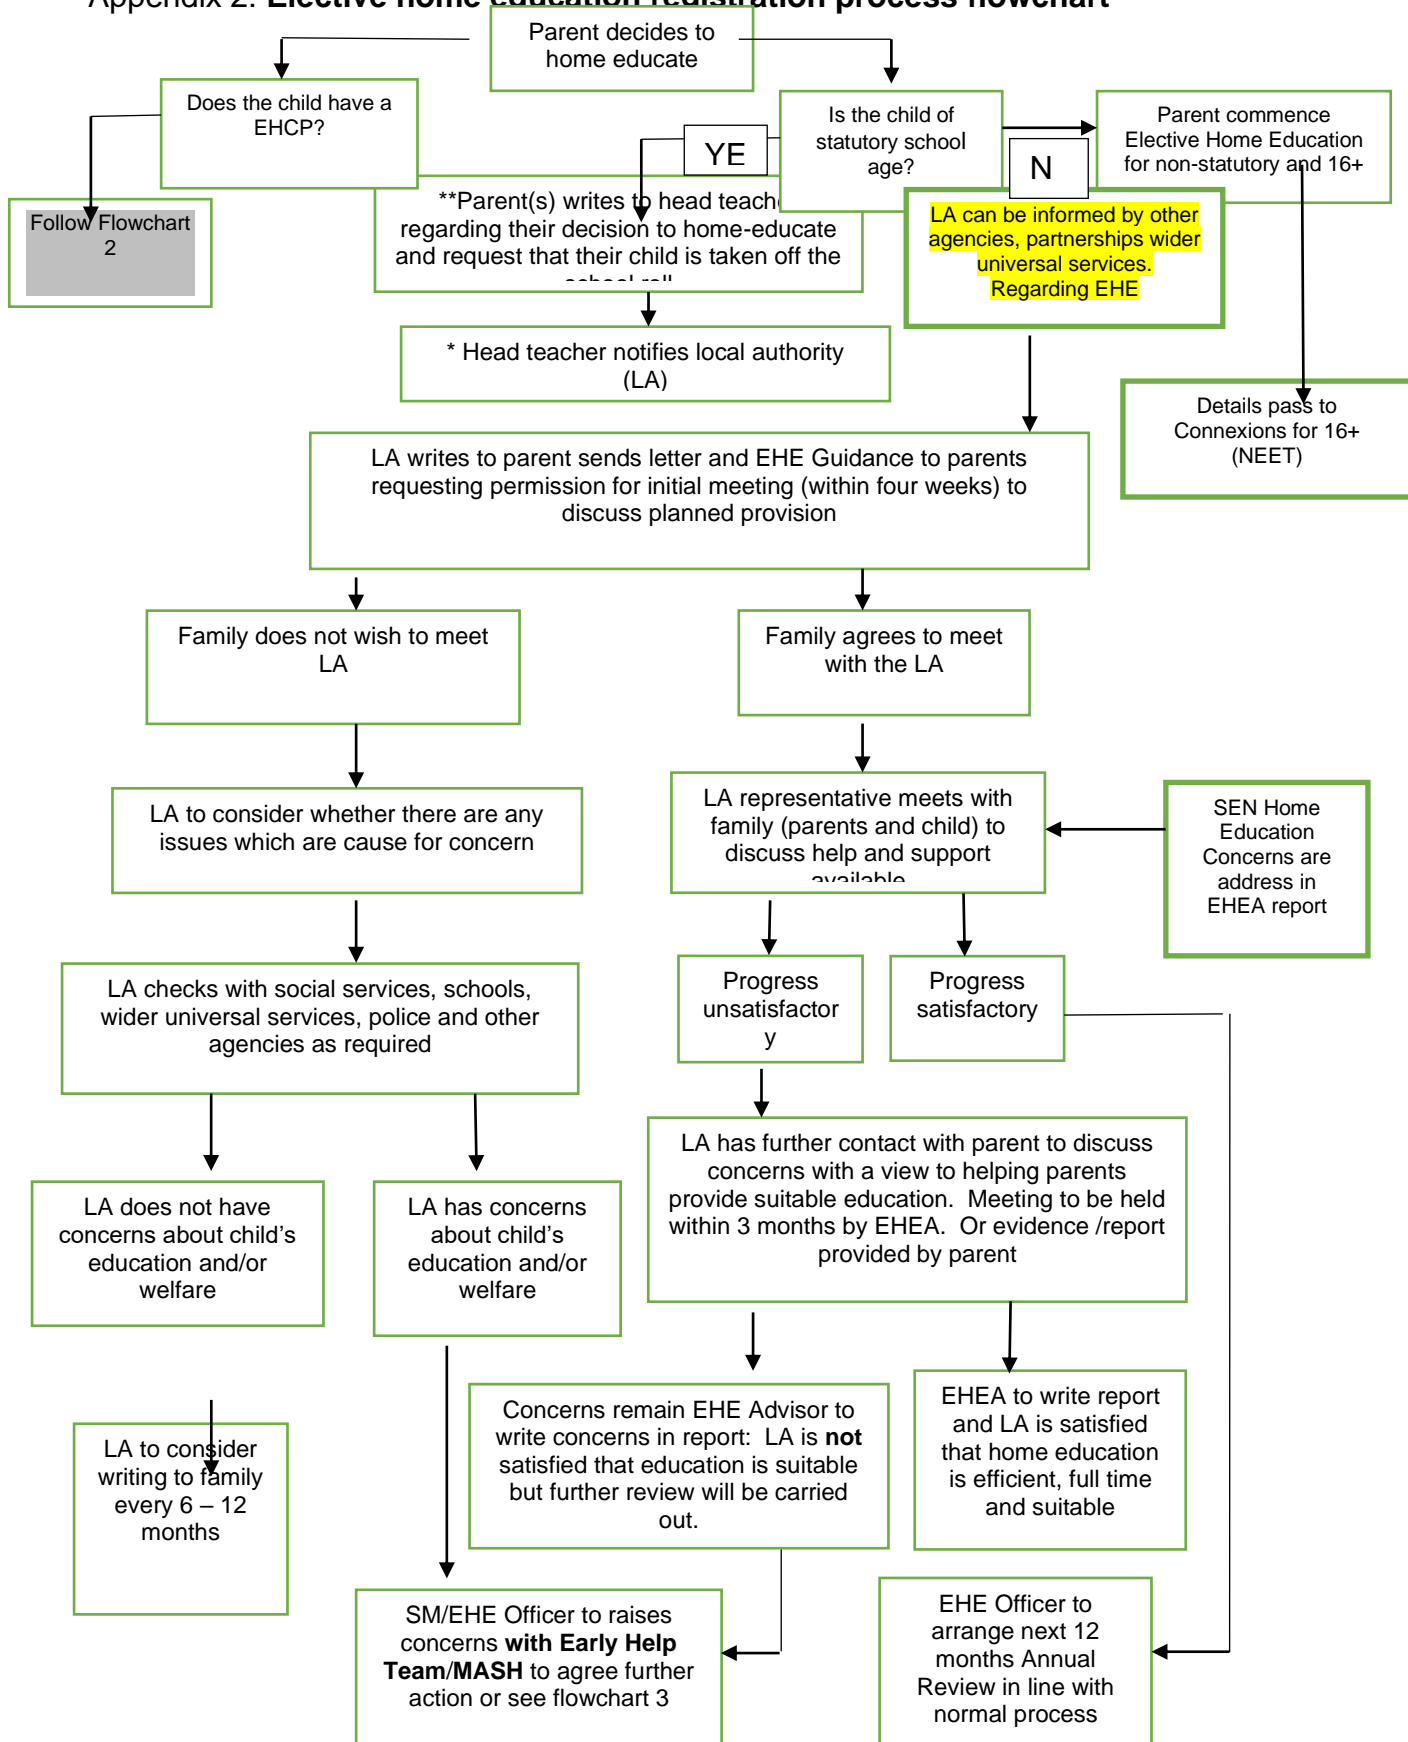 Appendix 2: Elective home education registration process flowchart
Parent decides to
home educate
Does the child have a
EHCP?
Is the child of
statutory school
age?
Parent commence
Elective Home Education
for non-statutory and 16+
YE
N
Follow Flowchart
2
**Parent(s) writes to head teache
regarding their decision to home-educate
and request that their child is taken off the
school roll
LA can be informed by other
agencies, partnerships wider
universal services.
Regarding EHE
* Head teacher notifies local authority
(LA)
Details pass to
Connexions for 16+
(NEET)
LA writes to parent sends letter and EHE Guidance to parents
requesting permission for initial meeting (within four weeks) to
discuss planned provision
Family does not wish to meet
LA
Family agrees to meet
with the LA
LA to consider whether there are any
issues which are cause for concern
LA representative meets with
family (parents and child) to
discuss help and support
available
SEN Home
Education
Concerns are
address in
EHEA report
LA checks with social services, schools,
wider universal services, police and other
agencies as required
Progress
unsatisfactor
y
Progress
satisfactory
LA has further contact with parent to discuss
concerns with a view to helping parents
provide suitable education.  Meeting to be held
within 3 months by EHEA.  Or evidence /report
provided by parent
LA does not have
concerns about child's
education and/or
welfare
LA has concerns
about child's
education and/or
welfare
LA to consider
writing to family
every 6 – 12
months
Concerns remain EHE Advisor to
write concerns in report:  LA is not
satisfied that education is suitable
but further review will be carried
out.
EHEA to write report
and LA is satisfied
that home education
is efficient, full time
and suitable
SM/EHE Officer to raises
concerns with Early Help
Team/MASH to agree further
action or see flowchart 3
EHE Officer to
arrange next 12
months Annual
Review in line with
normal process